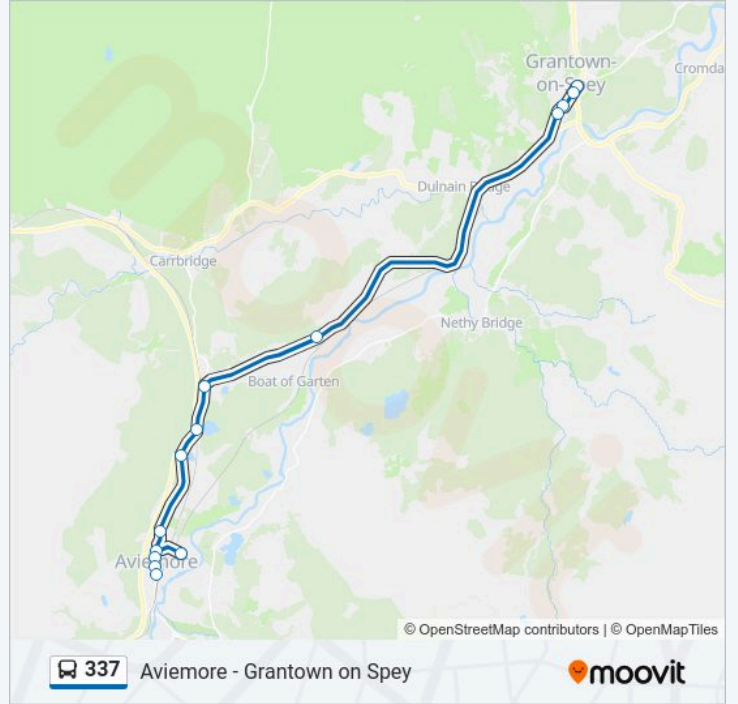 Grantown-
on-Spey
Cromda
Dulnain Bridge
Carrbridge
Nethy Bridge
Boat of Garten
Aviemore
© OpenStreetMap contributors | © OpenMapTiles
337 Aviemore - Grantown on Spey
moovit